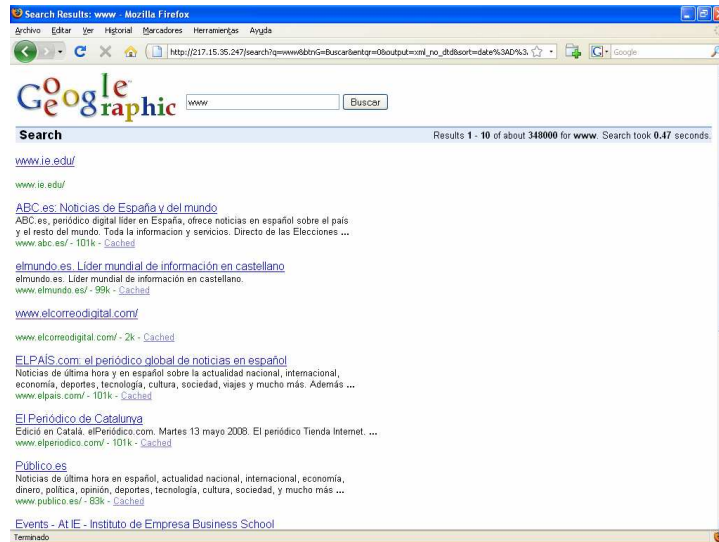 Search Results: www - Mozilla Firefox
Archivo Editar Ver Historial Marcadores Herramientas Ayuda
http://217.15.35.247/search?q=www&btnG=Buscar&entqr=0&output=xml_no_dtd&sort=date%3AD%3. Google
Google Geographic www Buscar
Search Results 1 - 10 of about 348000 for www. Search took 0.47 seconds.
www.ie.edu/
www.ie.edu/
ABC.es: Noticias de España y del mundo
ABC.es, periódico digital líder en España, ofrece noticias en español sobre el país
y el resto del mundo. Toda la informacion y servicios. Directo de las Elecciones ...
www.abc.es/ - 101k - Cached
elmundo.es. Líder mundial de información en castellano
elmundo.es. Líder mundial de información en castellano.
www.elmundo.es/ - 99k - Cached
www.elcorreodigital.com/
www.elcorreodigital.com/ - 2k - Cached
ELPAÍS.com: el periódico global de noticias en español
Noticias de última hora y en español sobre la actualidad nacional, internacional,
economía, deportes, tecnología, cultura, sociedad, viajes y mucho más. Además ...
www.elpais.com/ - 101k - Cached
El Periódico de Catalunya
Edició en Català. elPeriódico.com. Martes 13 mayo 2008. El periódico Tienda Internet. ...
www.elperiodico.com/ - 101k - Cached
Público.es
Noticias de última hora en español, actualidad nacional, internacional, economía,
dinero, política, opinión, deportes, tecnología, cultura, sociedad, y mucho más ...
www.publico.es/ - 83k - Cached
Events - At IE - Instituto de Empresa Business School
Terminado